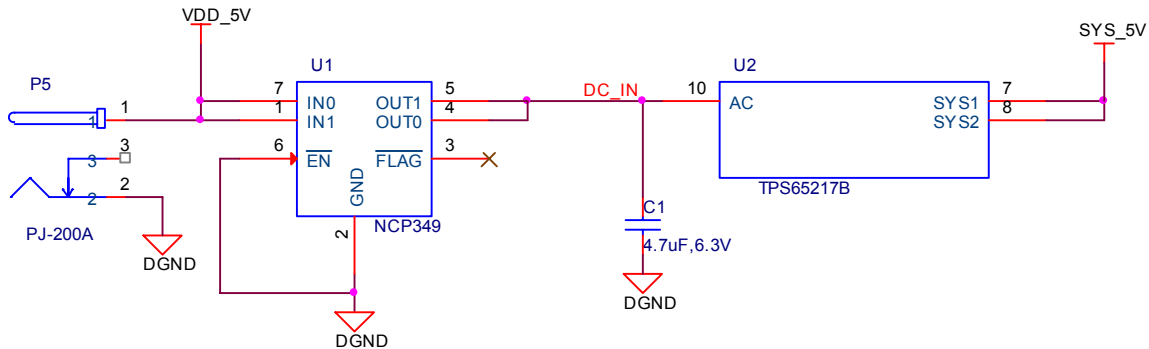 VDD_5V
SYS_5V
P5
U1
U2
1
7
IN0
OUT1
5
DC_IN
10
AC
SYS1
7
1
1
IN1
OUT0
4
SYS2
8
3
3
6
EN
FLAG
3
2
2
GND
TPS65217B
PJ-200A
2
NCP349
C1
4.7uF,6.3V
DGND
DGND
DGND